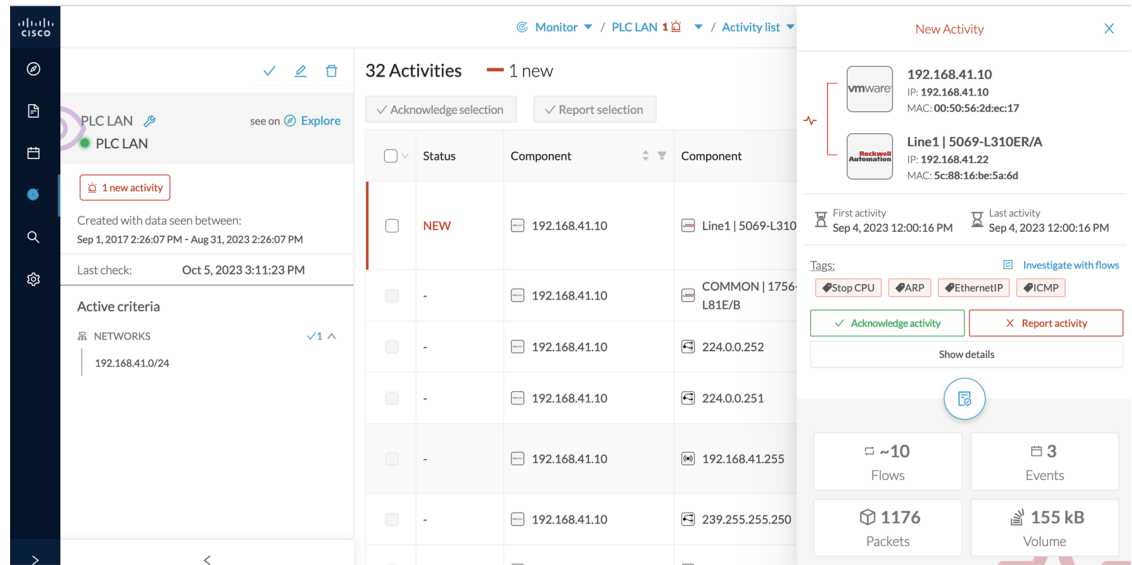 CISCO
Monitor / PLC LAN 1 / Activity list
PLC LAN
see on Explore
PLC LAN
1 new activity
Created with data seen between:
Sep 1, 2017 2:26:07 PM - Aug 31, 2023 2:26:07 PM
Last check: Oct 5, 2023 3:11:23 PM
Active criteria
NETWORKS
1
192.168.41.0/24
32 Activities
1 new
Acknowledge selection
Report selection
Status Component Component
NEW 192.168.41.10 Line1 | 5069-L310
- 192.168.41.10 COMMON | 1756-
L81E/B
- 192.168.41.10 224.0.0.252
- 192.168.41.10 224.0.0.251
- 192.168.41.10 192.168.41.255
- 192.168.41.10 239.255.255.250
New Activity
vmware
192.168.41.10
IP: 192.168.41.10
MAC: 00:50:56:2d:ec:17
Rockwell
Automation
Line1 | 5069-L310ER/A
IP: 192.168.41.22
MAC: 5c:88:16:be:5a:6d
First activity
Sep 4, 2023 12:00:16 PM
Last activity
Sep 4, 2023 12:00:16 PM
Tags:
Investigate with flows
Stop CPU ARP EthernetIP ICMP
Acknowledge activity
Report activity
Show details
~10
Flows
3
Events
1176
Packets
155 kB
Volume